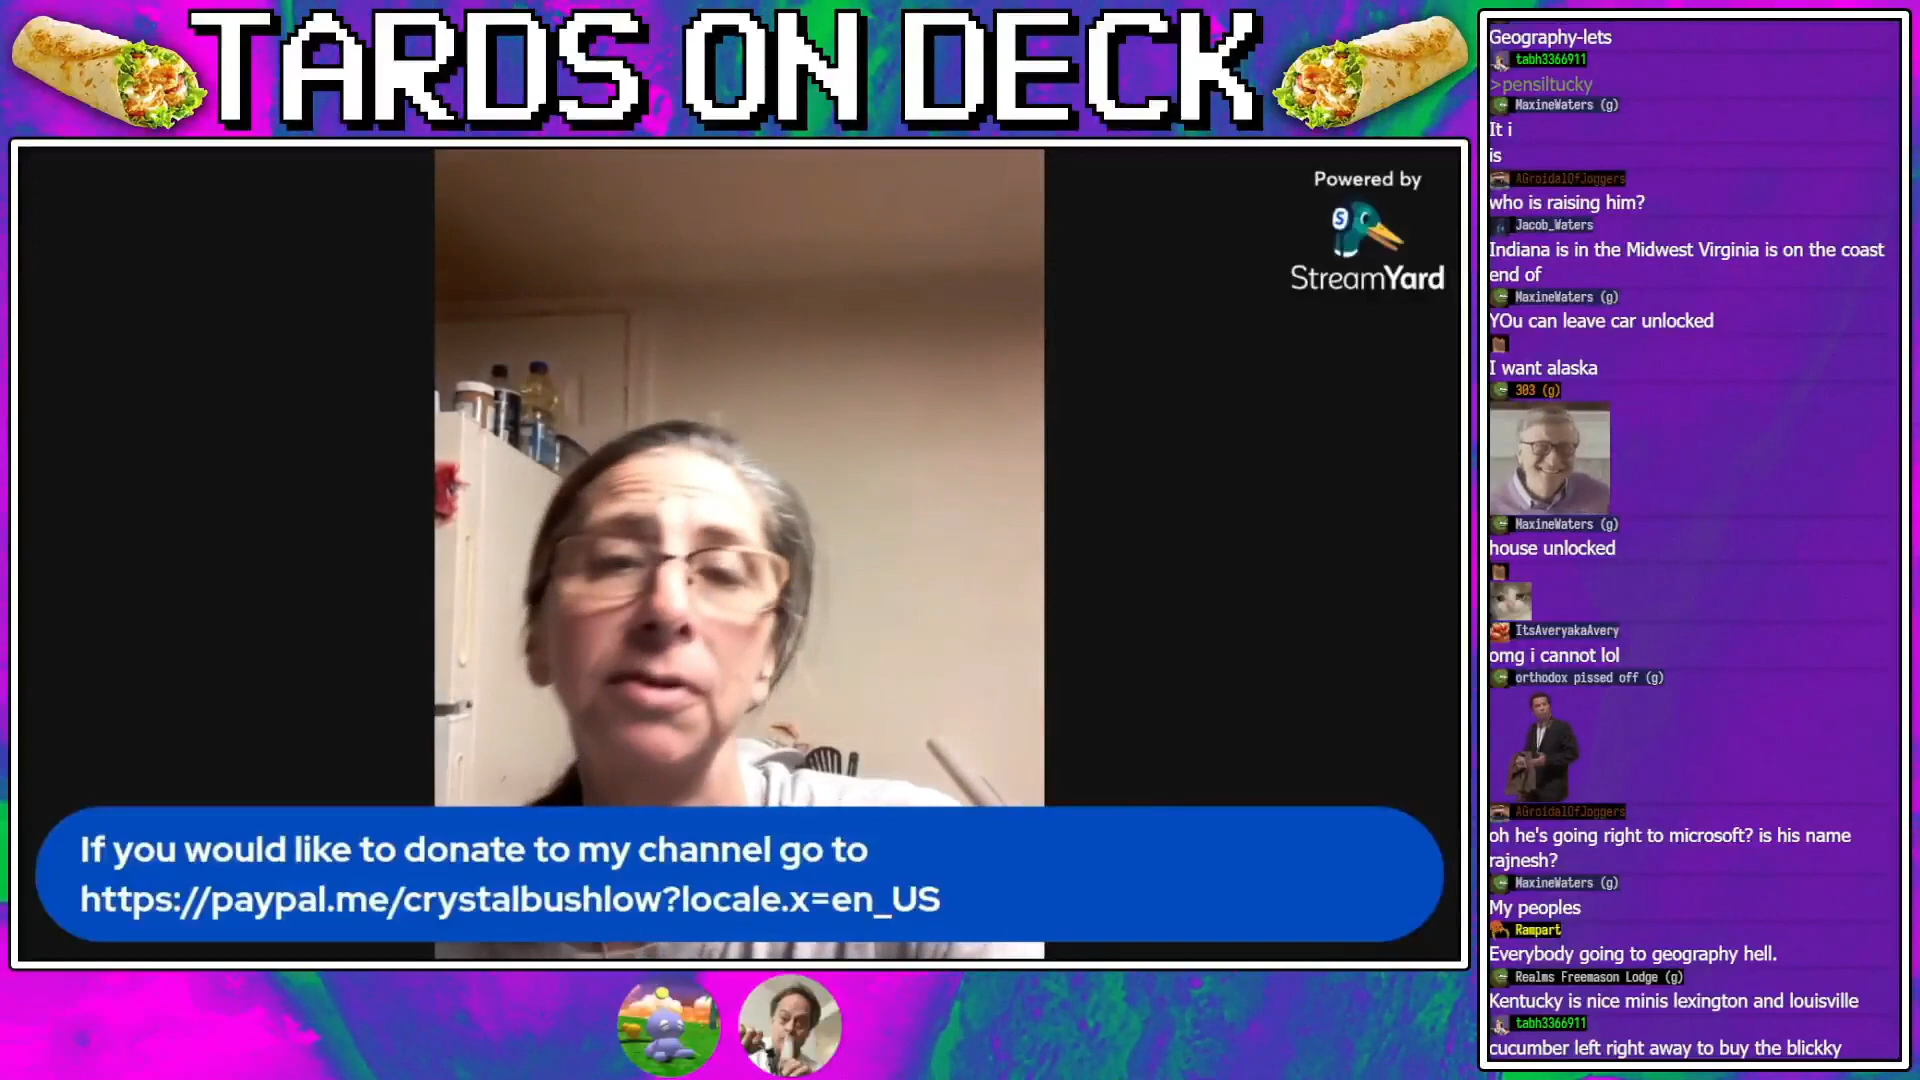 TARDS ON DECK
Powered by
StreamYard
If you would like to donate to my channel go to
https://paypal.me/crystalbushlow?locale.x=en_US
Geography-lets
tabh3366911
>pensiltucky
MaxineWaters (g)
It i
is
AGroidalOfJoggers
who is raising him?
Jacob_Waters
Indiana is in the Midwest Virginia is on the coast
end of
MaxineWaters (g)
YOu can leave car unlocked
I want alaska
303 (g)
MaxineWaters (g)
house unlocked
ItsAveryakaAvery
omg i cannot lol
orthodox pissed off (g)
AGroidalOfJoggers
oh he's going right to microsoft? is his name
rajnesh?
MaxineWaters (g)
My peoples
Rampart
Everybody going to geography hell.
Realms Freemason Lodge (g)
Kentucky is nice minis lexington and louisville
tabh3366911
cucumber left right away to buy the blickky